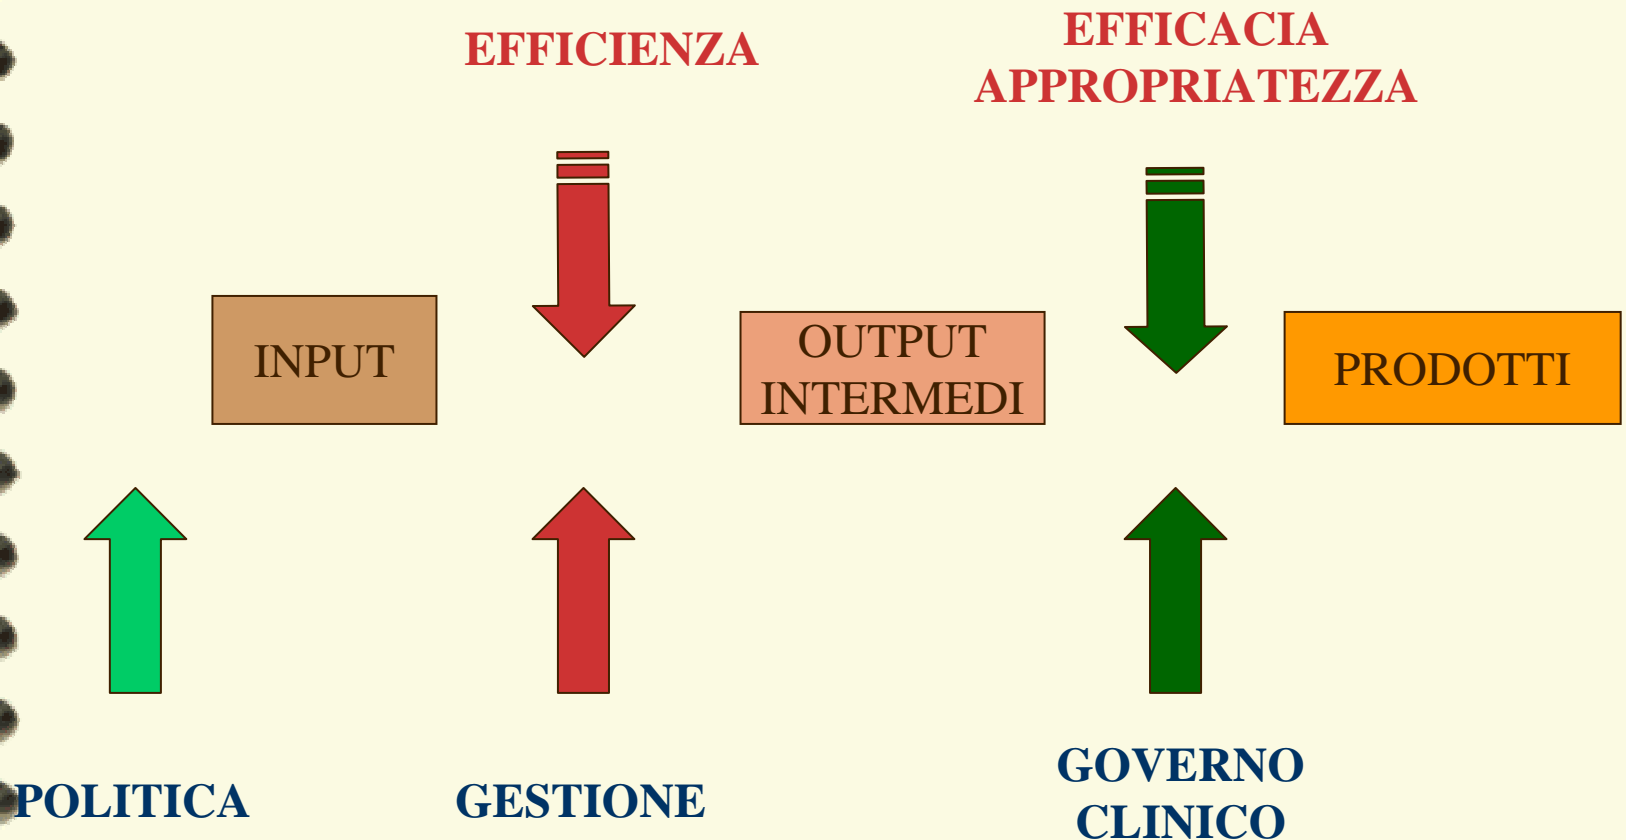 EFFICIENZA
EFFICACIA
APPROPRIATEZZA
INPUT
OUTPUT
INTERMEDI
PRODOTTI
POLITICA
GESTIONE
GOVERNO
CLINICO